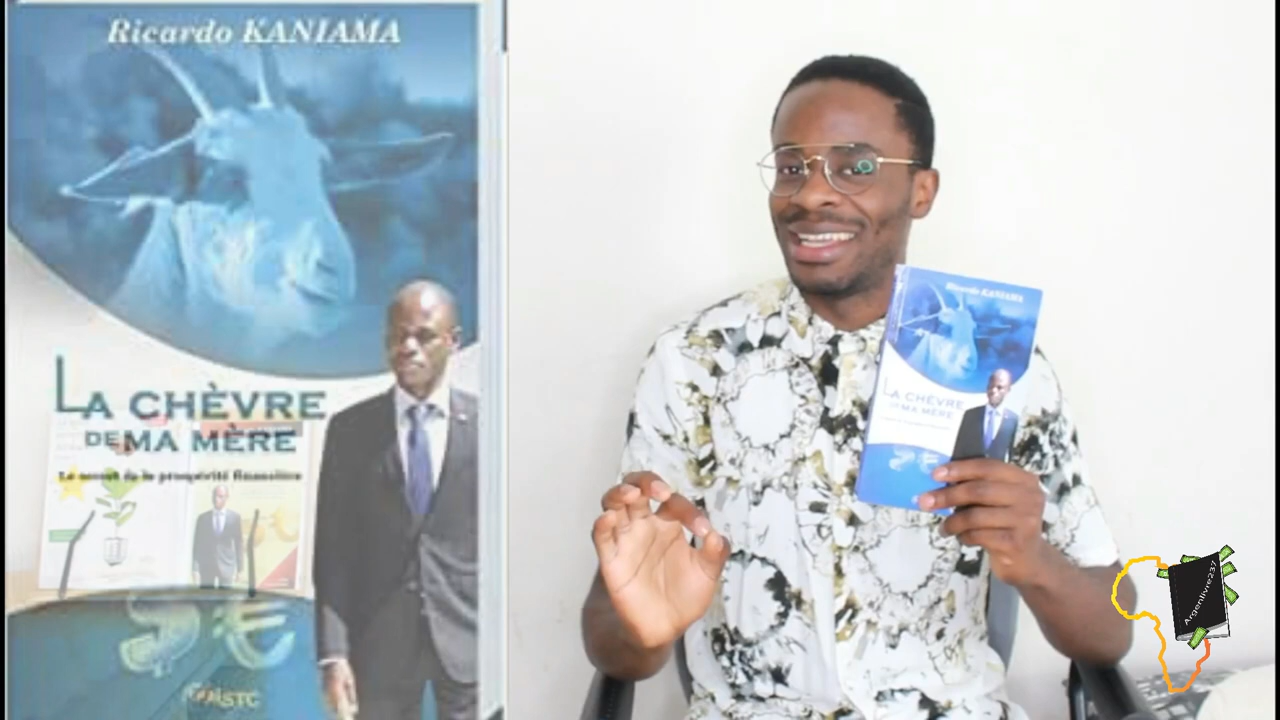 Ricardo KANIAMA
LA CHÈVRE
DE MA MÈRE
Le secret de la prospérité financière
Ricardo KANIAMA
LA CHÈVRE
DE MA MÈRE
Argenlivre237